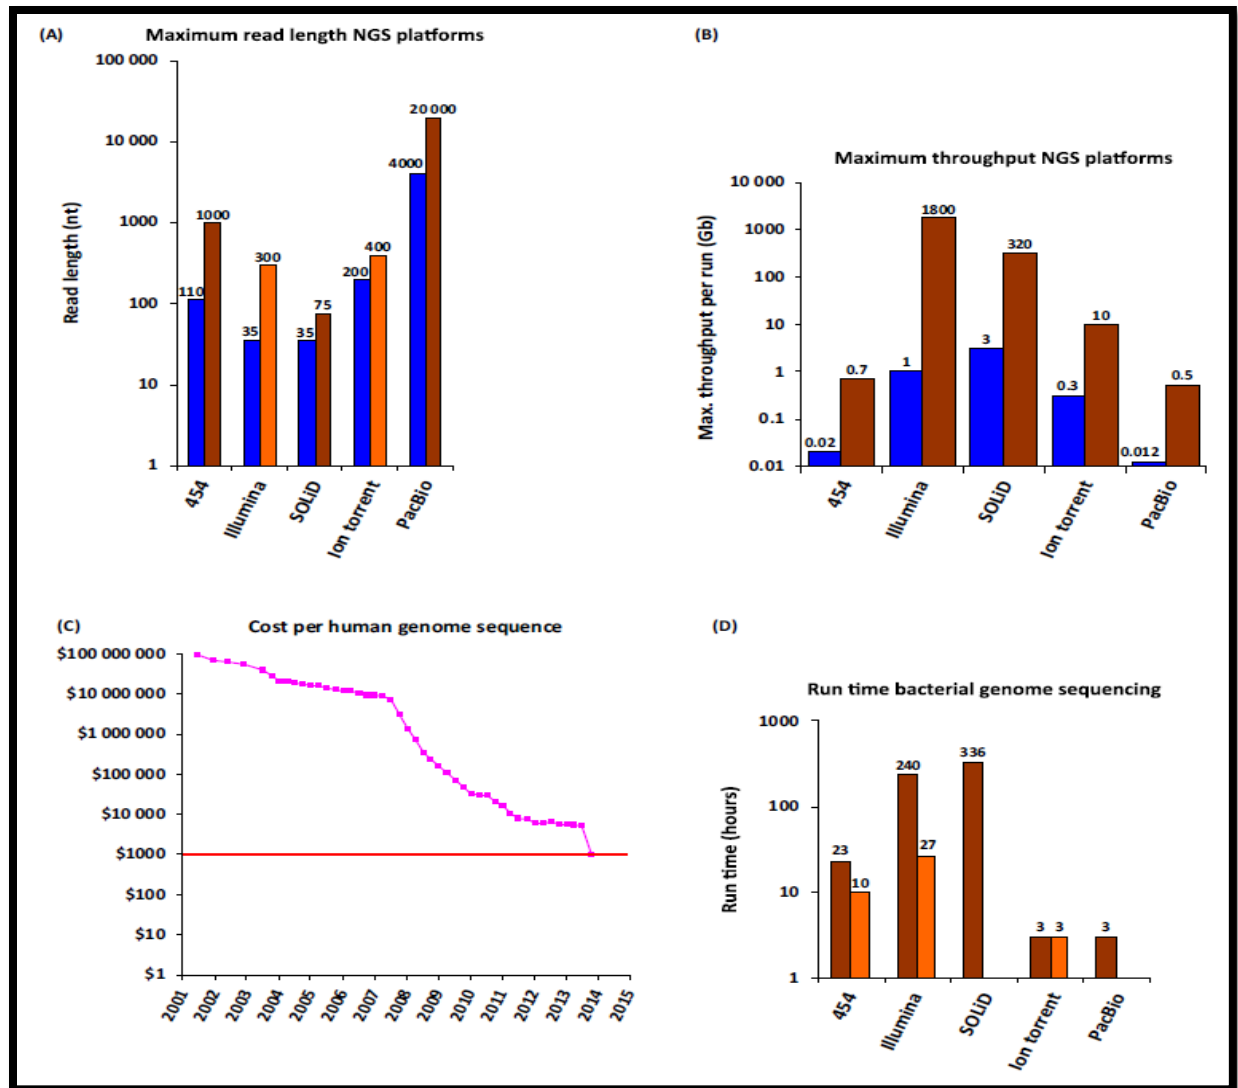 (A)
Maximum read length NGS platforms
100 000
10 000
1000
100
10
1
Read length (nt)
110
1000
35
300
35
75
200
400
4000
20 000
454
Illumina
SOLiD
Ion torrent
PacBio
(B)
Maximum throughput NGS platforms
10 000
1000
100
10
1
0.1
0.01
Max. throughput per run (Gb)
0.02
0.7
1
1800
3
320
0.3
10
0.012
0.5
454
Illumina
SOLiD
Ion torrent
PacBio
(C)
Cost per human genome sequence
$100 000 000
$10 000 000
$1 000 000
$100 000
$10 000
$1000
$100
$10
$1
2001
2002
2003
2004
2005
2006
2007
2008
2009
2010
2011
2012
2013
2014
2015
(D)
Run time bacterial genome sequencing
1000
100
10
1
Run time (hours)
23
10
240
27
336
3
3
3
454
Illumina
SOLiD
Ion torrent
PacBio